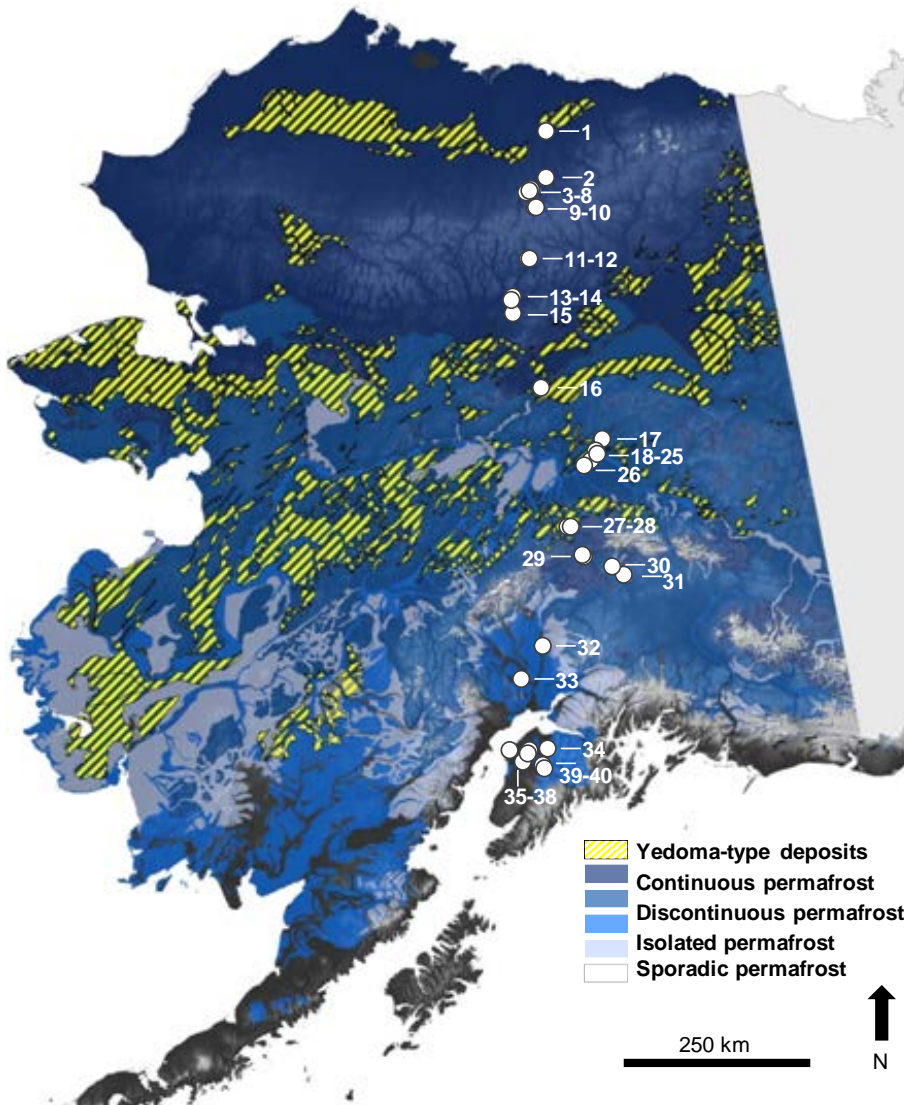 1
2
3-8
9-10
11-12
13-14
15
16
17
18-25
26
27-28
29
30
31
32
33
34
39-40
35-38
Yedoma-type deposits
Continuous permafrost
Discontinuous permafrost
Isolated permafrost
Sporadic permafrost
250 km
N